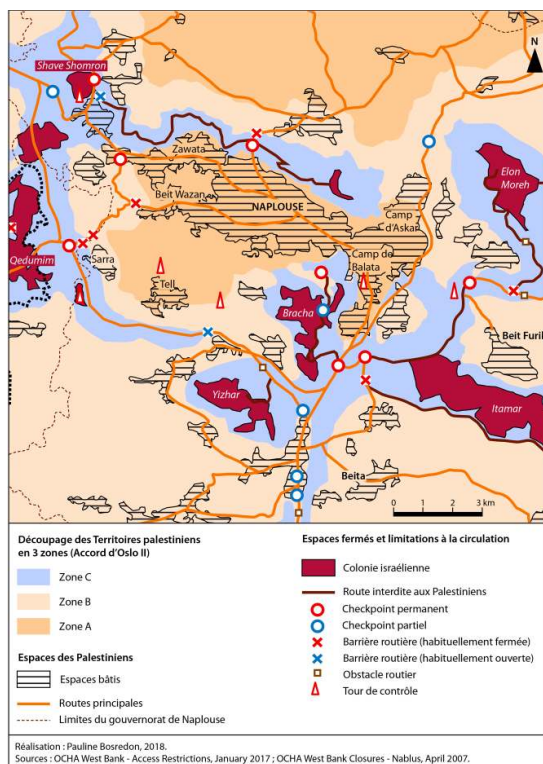 N
Shave Shomron
Elon
Moreh
Zawata
Beit Wazan
NAPLOUSE
Camp
d'Askar
Qedumim
Sarra
Camp de
Balata
Tell
Bracha
Beit Furik
Yizhar
Itamar
Beita
0 1 2 3 km
Découpage des Territoires palestiniens
en 3 zones (Accord d'Oslo II)
Zone C
Zone B
Zone A
Espaces des Palestiniens
Espaces bâtis
Routes principales
Limites du gouvernorat de Naplouse
Espaces fermés et limitations à la circulation
Colonie israélienne
Route interdite aux Palestiniens
Checkpoint permanent
Checkpoint partiel
Barrière routière (habituellement fermée)
Barrière routière (habituellement ouverte)
Obstacle routier
Tour de contrôle
Réalisation : Pauline Bosredon, 2018.
Sources : OCHA West Bank - Access Restrictions, January 2017 ; OCHA West Bank Closures - Nablus, April 2007.